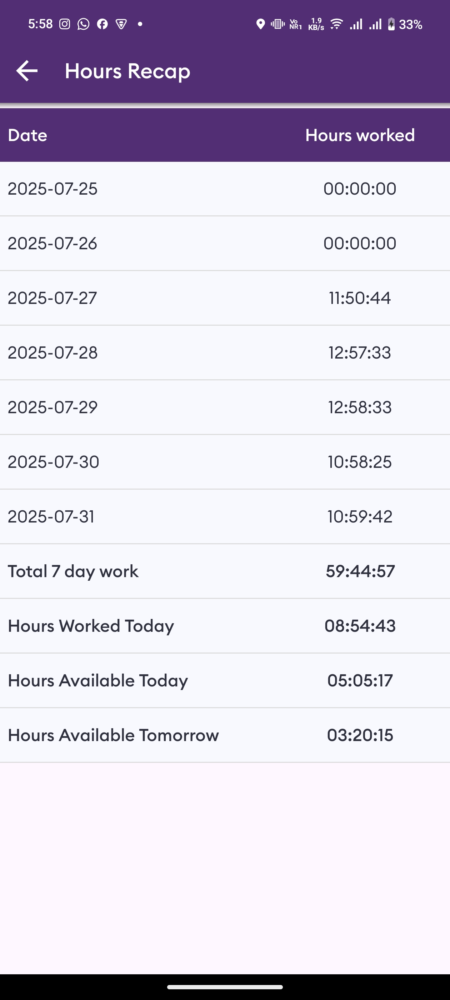 5:58 Vo NR1 1.9 KB/s 33%
Hours Recap
Date Hours worked
2025-07-25 00:00:00
2025-07-26 00:00:00
2025-07-27 11:50:44
2025-07-28 12:57:33
2025-07-29 12:58:33
2025-07-30 10:58:25
2025-07-31 10:59:42
Total 7 day work 59:44:57
Hours Worked Today 08:54:43
Hours Available Today 05:05:17
Hours Available Tomorrow 03:20:15